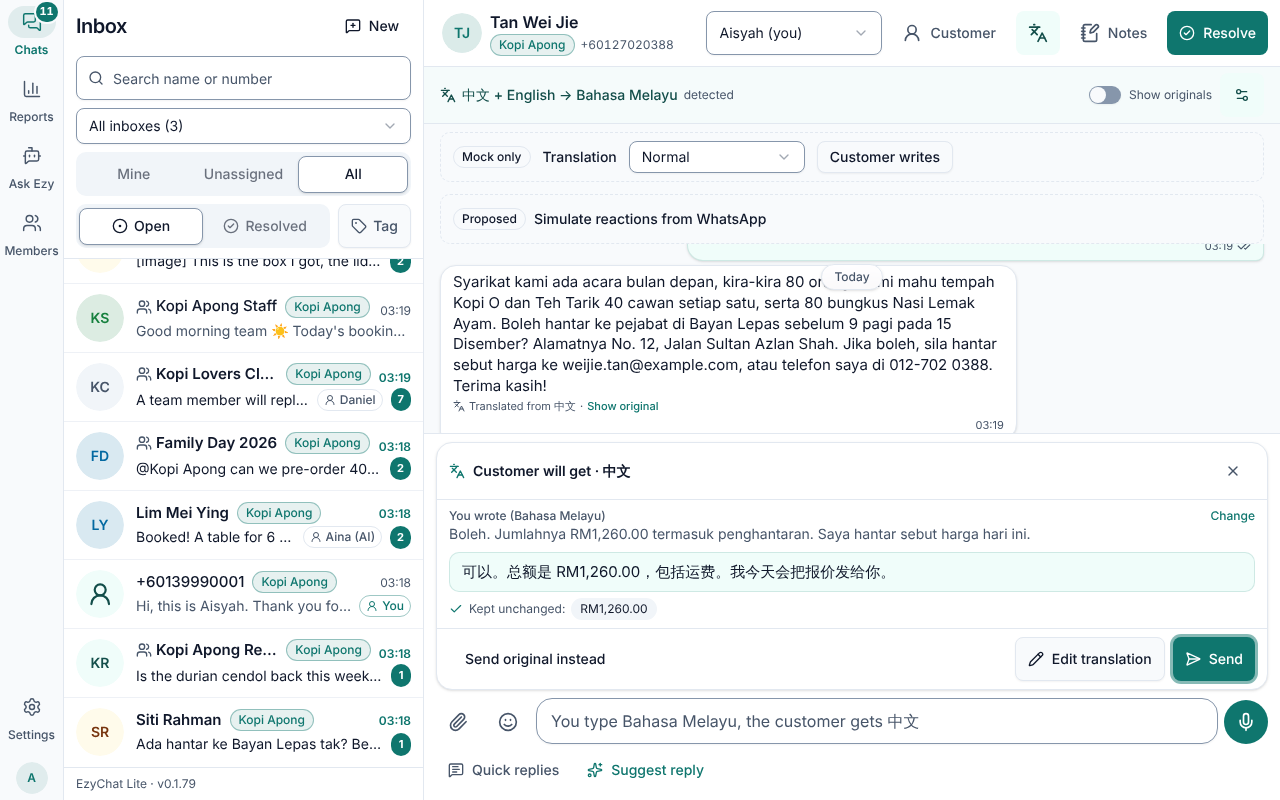 11
Chats
Reports
Ask Ezy
Members
Settings
A
Inbox
New
Search name or number
All inboxes (3)
Mine
Unassigned
All
Open
Resolved
Tag
[Image] This is the box I got, the lid...
2
KS
Kopi Apong Staff
Kopi Apong
03:19
Good morning team ☀️ Today's bookin...
KC
Kopi Lovers Cl...
Kopi Apong
03:19
A team member will repl...
Daniel
7
FD
Family Day 2026
Kopi Apong
03:18
@Kopi Apong can we pre-order 40...
2
LY
Lim Mei Ying
Kopi Apong
03:18
Booked! A table for 6 ...
Aina (AI)
2
+60139990001
Kopi Apong
03:18
Hi, this is Aisyah. Thank you fo...
You
KR
Kopi Apong Re...
Kopi Apong
03:18
Is the durian cendol back this week...
1
SR
Siti Rahman
Kopi Apong
03:18
Ada hantar ke Bayan Lepas tak? Be...
1
EzyChat Lite · v0.1.79
TJ
Tan Wei Jie
Kopi Apong
+60127020388
Aisyah (you)
Customer
Notes
Resolve
中文 + English → Bahasa Melayu detected
Show originals
Mock only
Translation
Normal
Customer writes
Proposed
Simulate reactions from WhatsApp
03:19
Today
Syarikat kami ada acara bulan depan, kira-kira 80 mahu tempah
Kopi O dan Teh Tarik 40 cawan setiap satu, serta 80 bungkus Nasi Lemak
Ayam. Boleh hantar ke pejabat di Bayan Lepas sebelum 9 pagi pada 15
Disember? Alamatnya No. 12, Jalan Sultan Azlan Shah. Jika boleh, sila hantar
sebut harga ke weijie.tan@example.com, atau telefon saya di 012-702 0388.
Terima kasih!
Translated from 中文 · Show original
03:19
Customer will get · 中文
You wrote (Bahasa Melayu)
Change
Boleh. Jumlahnya RM1,260.00 termasuk penghantaran. Saya hantar sebut harga hari ini.
可以。总额是 RM1,260.00，包括运费。我今天会把报价发给你。
Kept unchanged:
RM1,260.00
Send original instead
Edit translation
Send
You type Bahasa Melayu, the customer gets 中文
Quick replies
Suggest reply